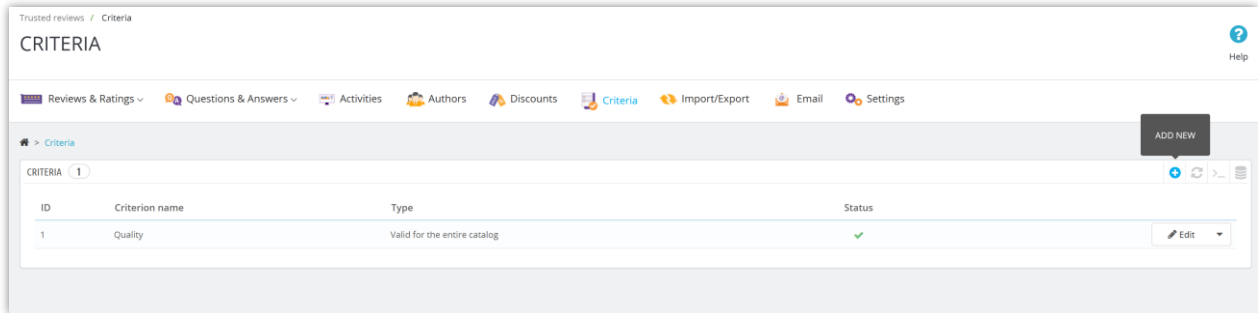 Trusted reviews / Criteria
CRITERIA
Help
Reviews & Ratings Questions & Answers Activities Authors Discounts Criteria Import/Export Email Settings
ADD NEW
> Criteria
CRITERIA 1
ID Criterion name Type Status
1 Quality Valid for the entire catalog Edit